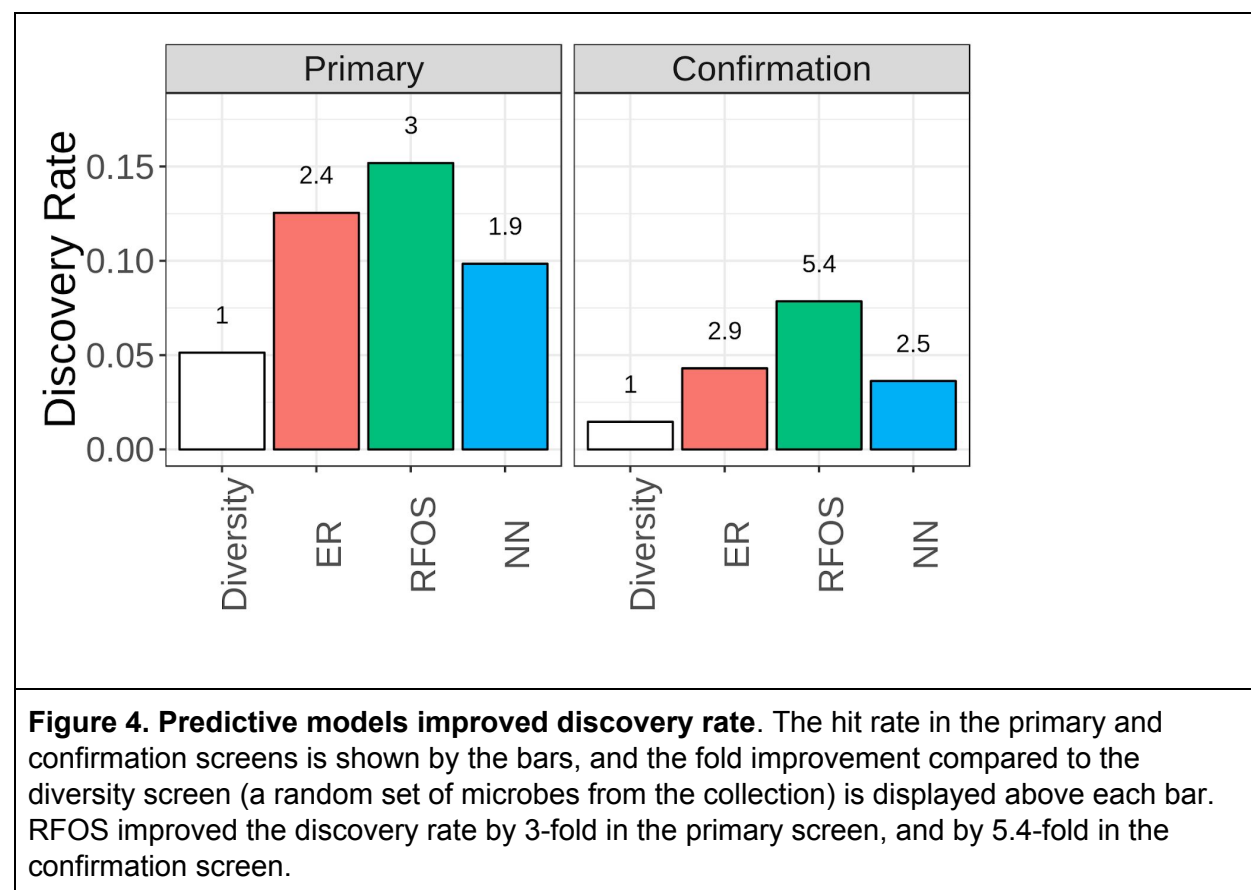 Primary
Confirmation
Discovery Rate
0.15
0.10
0.05
0.00
1
2.4
3
1.9
1
2.9
5.4
2.5
Diversity
ER
RFOS
NN
Diversity
ER
RFOS
NN
Figure 4. Predictive models improved discovery rate. The hit rate in the primary and
confirmation screens is shown by the bars, and the fold improvement compared to the
diversity screen (a random set of microbes from the collection) is displayed above each bar.
RFOS improved the discovery rate by 3-fold in the primary screen, and by 5.4-fold in the
confirmation screen.